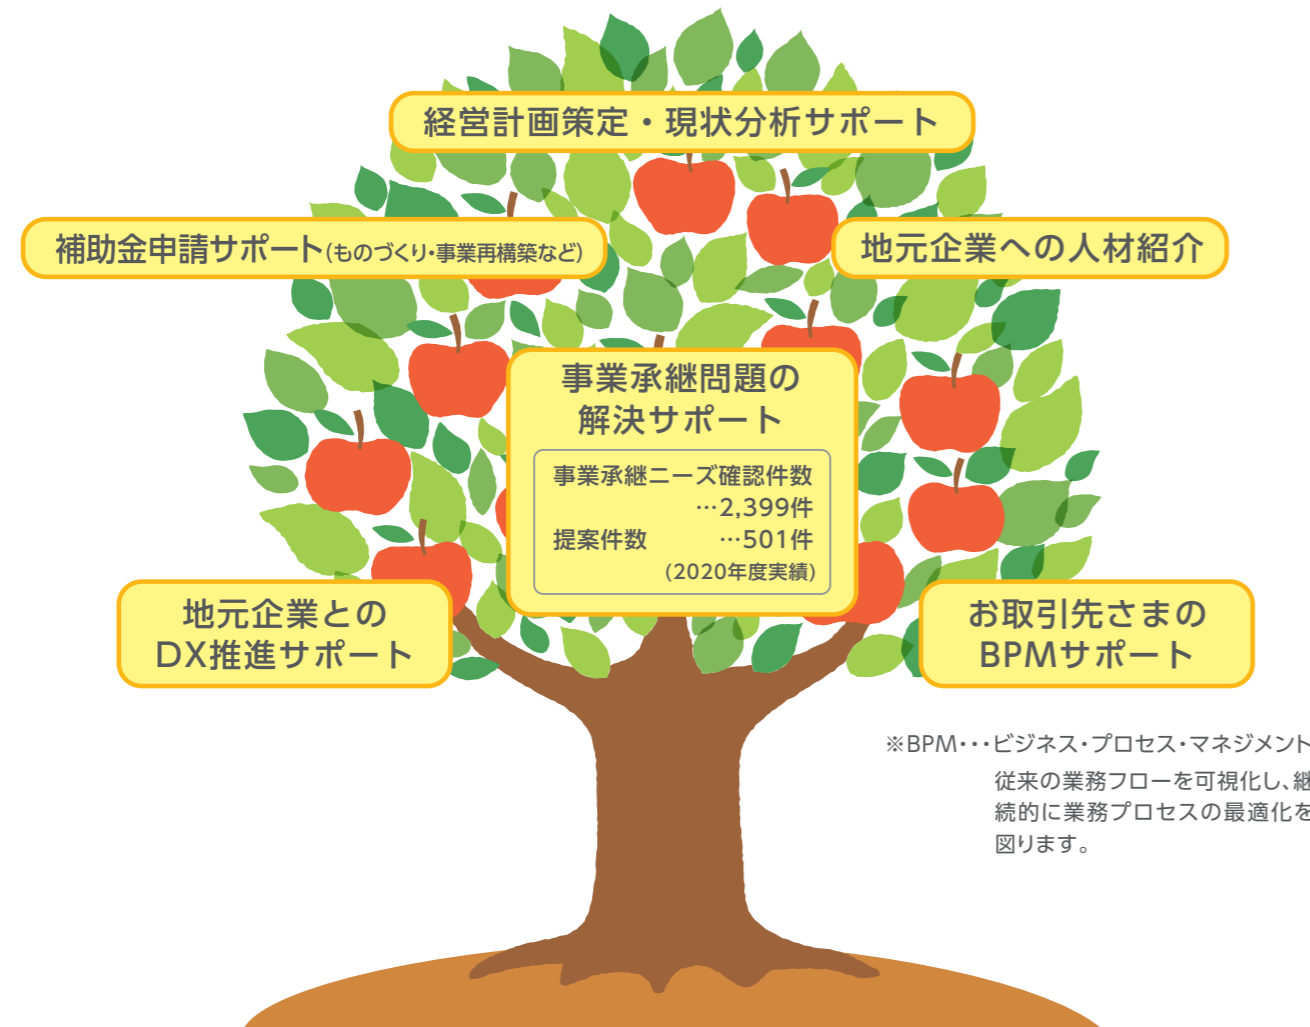 経営計画策定・現状分析サポート
補助金申請サポート(ものづくり・事業再構築など)
地元企業への人材紹介
事業承継問題の
解決サポート
事業承継ニーズ確認件数
…2,399件
提案件数 …501件
(2020年度実績)
地元企業との
DX推進サポート
お取引先さまの
BPMサポート
※BPM・・・ビジネス・プロセス・マネジメント
従来の業務フローを可視化し、継
続的に業務プロセスの最適化を
図ります。